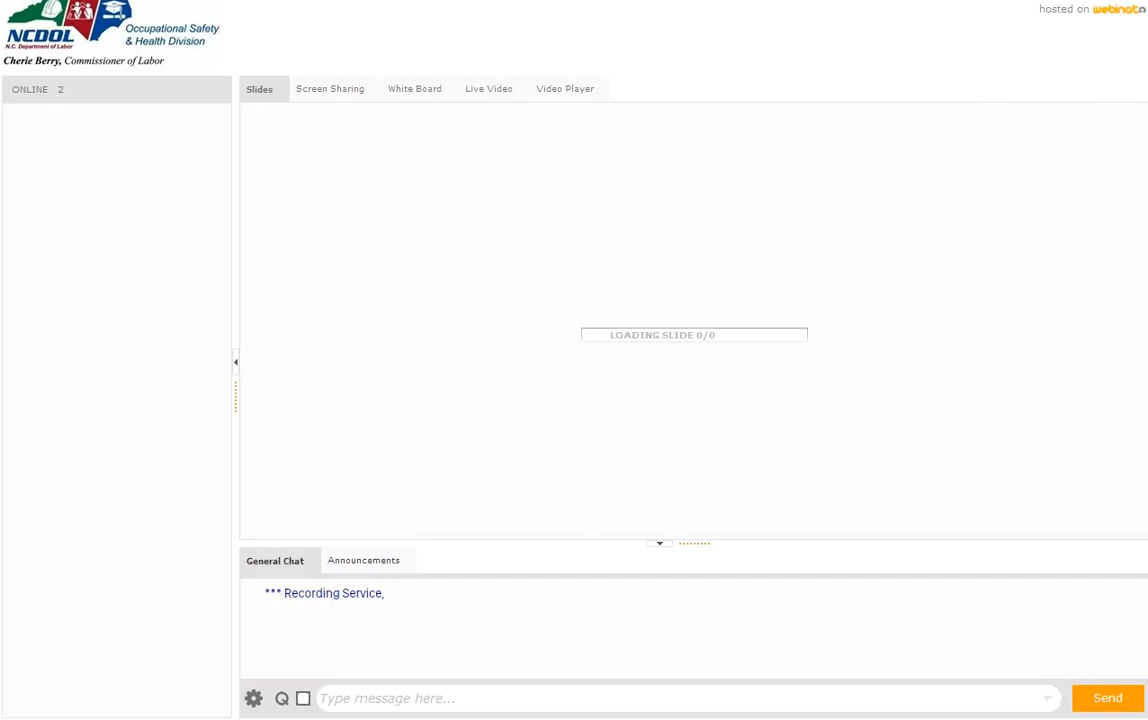 hosted on webinato
NCDOL
N.C. Department of Labor
Occupational Safety
& Health Division
Cherie Berry, Commissioner of Labor
ONLINE 2
Slides Screen Sharing White Board Live Video Video Player
LOADING SLIDE 0/0
General Chat Announcements
*** Recording Service,
Q Type message here... Send